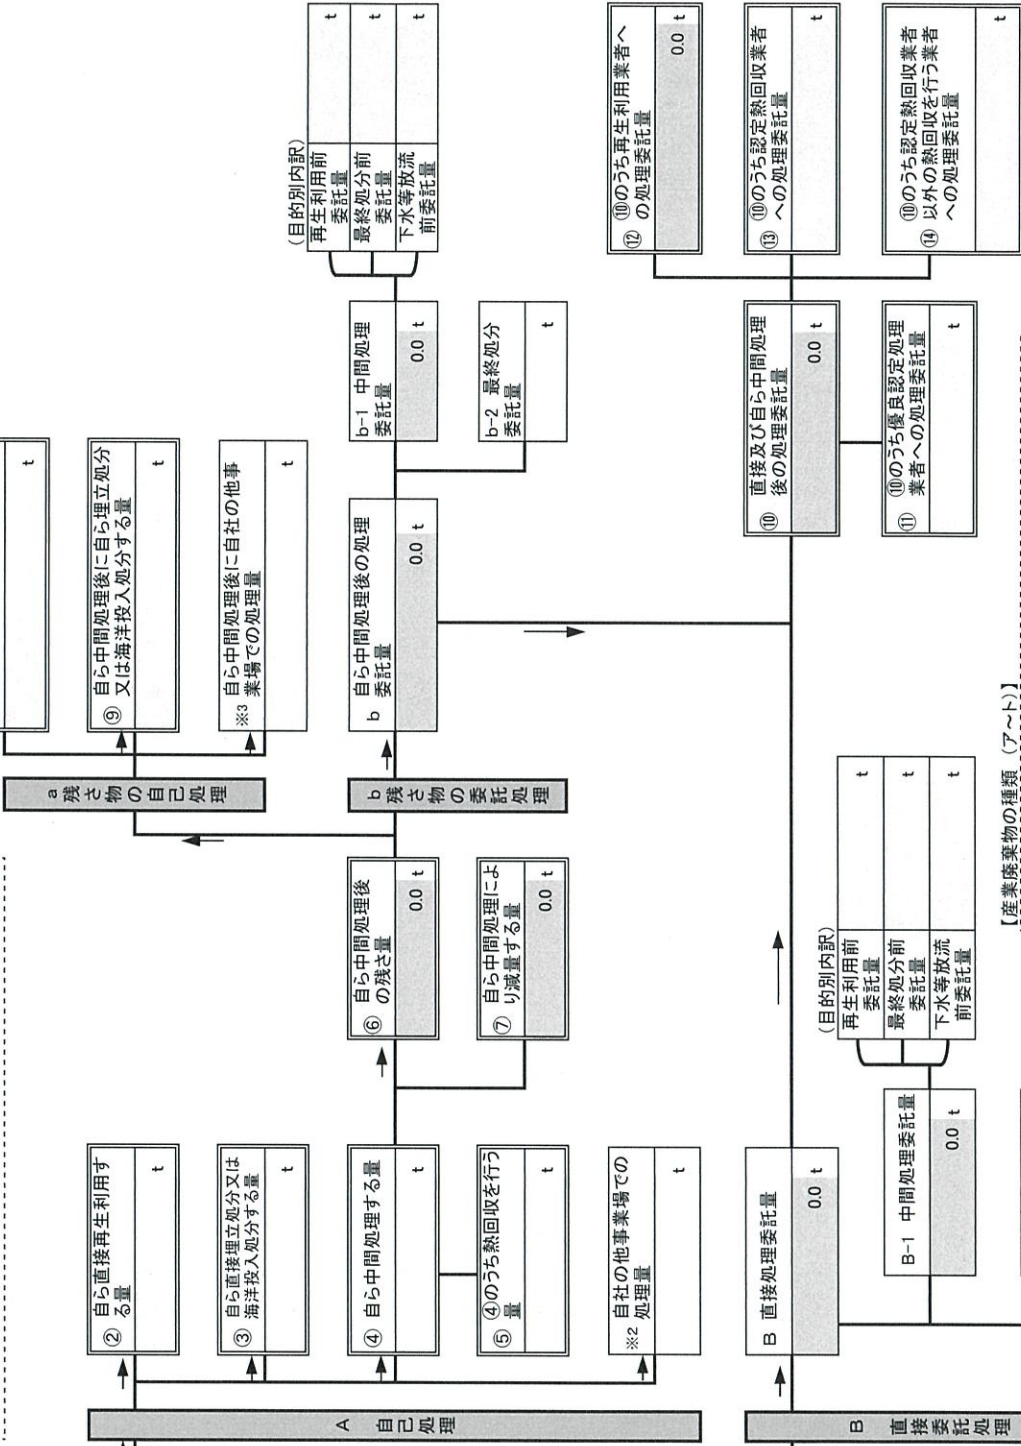 A 自己処理
② 自ら直接再生利用す
る量
t
③ 自ら直接埋立処分又は
海洋投入処分する量
t
④ 自ら中間処理する量
t
⑤ ④のうち熱回収を行う
量
t
※2 自社の他事業場での
処理量
t
⑥ 自ら中間処理後
の残さ量
0.0 t
⑦ 自ら中間処理によ
り減量する量
0.0 t
a 残さ物の自己処理
t
⑨ 自ら中間処理後に自ら埋立処分
又は海洋投入処分する量
t
※3 自ら中間処理後に自社の他事
業場での処理量
t
b 残さ物の委託処理
b 自ら中間処理後の処理
委託量
0.0 t
b-1 中間処理
委託量
0.0 t
b-2 最終処分
委託量
t
(目的別内訳)
再生利用前
委託量
t
最終処分前
委託量
t
下水等放流
前委託量
t
B 直接委託処理
B 直接処理委託量
0.0 t
B-1 中間処理委託量
0.0 t
(目的別内訳)
再生利用前
委託量
t
最終処分前
委託量
t
下水等放流
前委託量
t
⑩ 直接及び自ら中間処理
後の処理委託量
0.0 t
⑪ ⑩のうち優良認定処理
業者への処理委託量
t
⑫ ⑩のうち再生利用業者へ
の処理委託量
0.0 t
⑬ ⑩のうち認定熱回収業者
への処理委託量
t
⑭ ⑩のうち認定熱回収業者
以外の熱回収を行う業者
への処理委託量
t
【産業廃棄物の種類（ア～ト）】